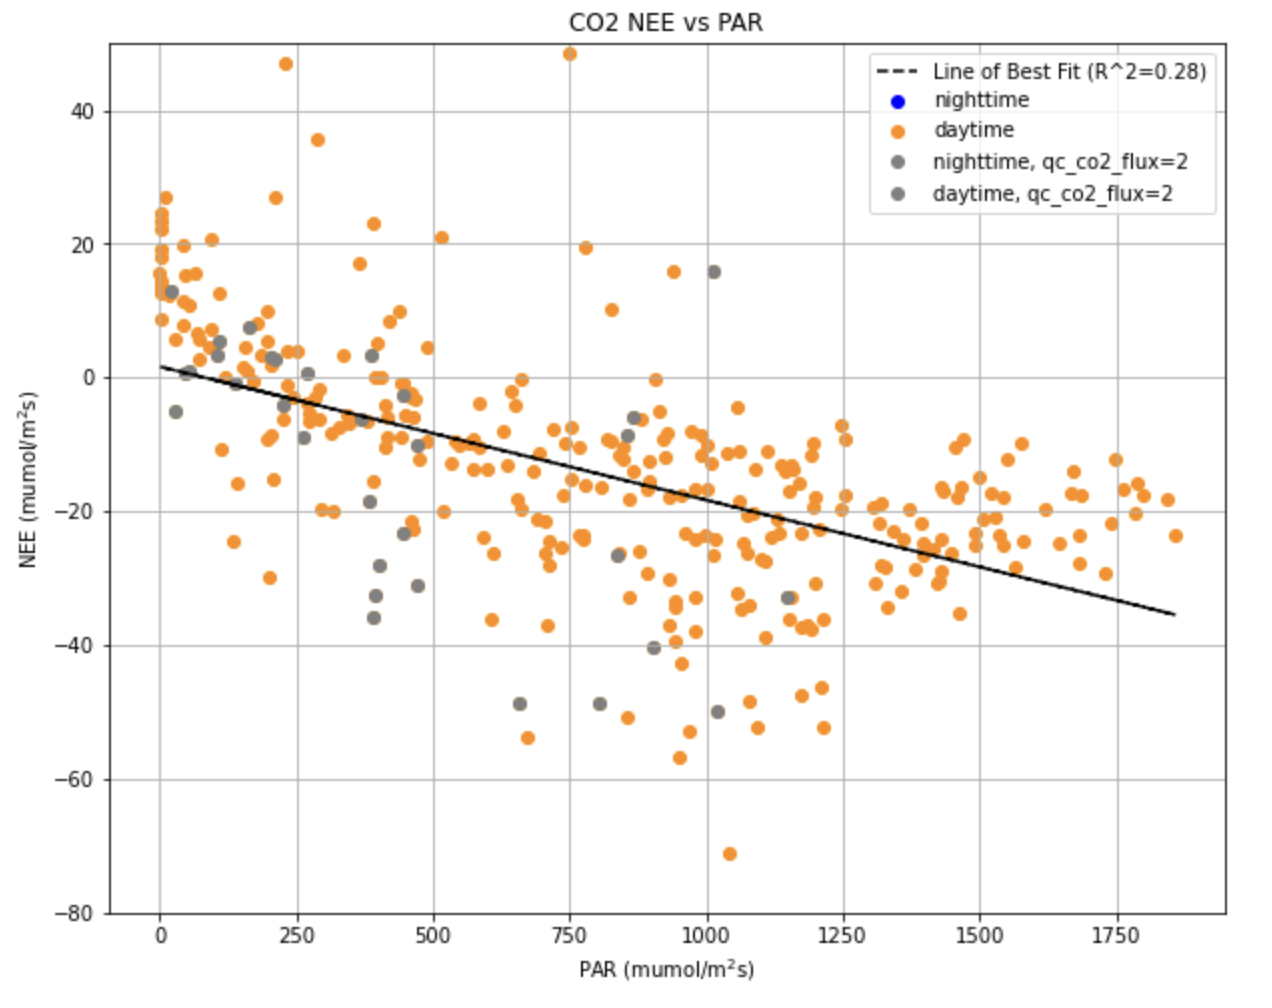 CO2 NEE vs PAR
Line of Best Fit (R^2=0.28)
nighttime
daytime
nighttime, qc_co2_flux=2
daytime, qc_co2_flux=2
40
20
0
−20
−40
−60
−80
NEE (mumol/m²s)
0 250 500 750 1000 1250 1500 1750
PAR (mumol/m²s)